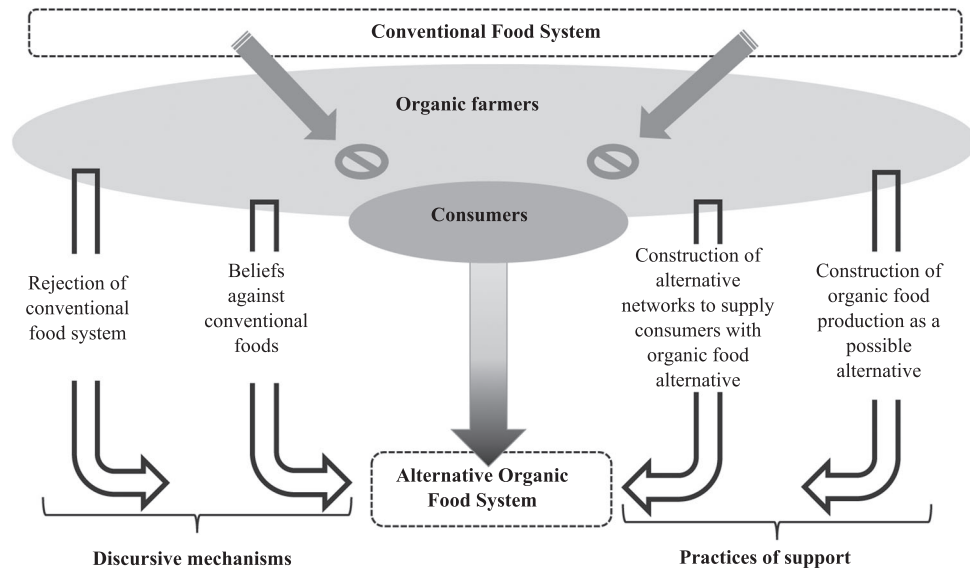 Conventional Food System
Organic farmers
Consumers
Rejection of
conventional
food system
Beliefs
against
conventional
foods
Construction of
alternative
networks to supply
consumers with
organic food
alternative
Construction of
organic food
production as a
possible
alternative
Alternative Organic
Food System
Discursive mechanisms
Practices of support